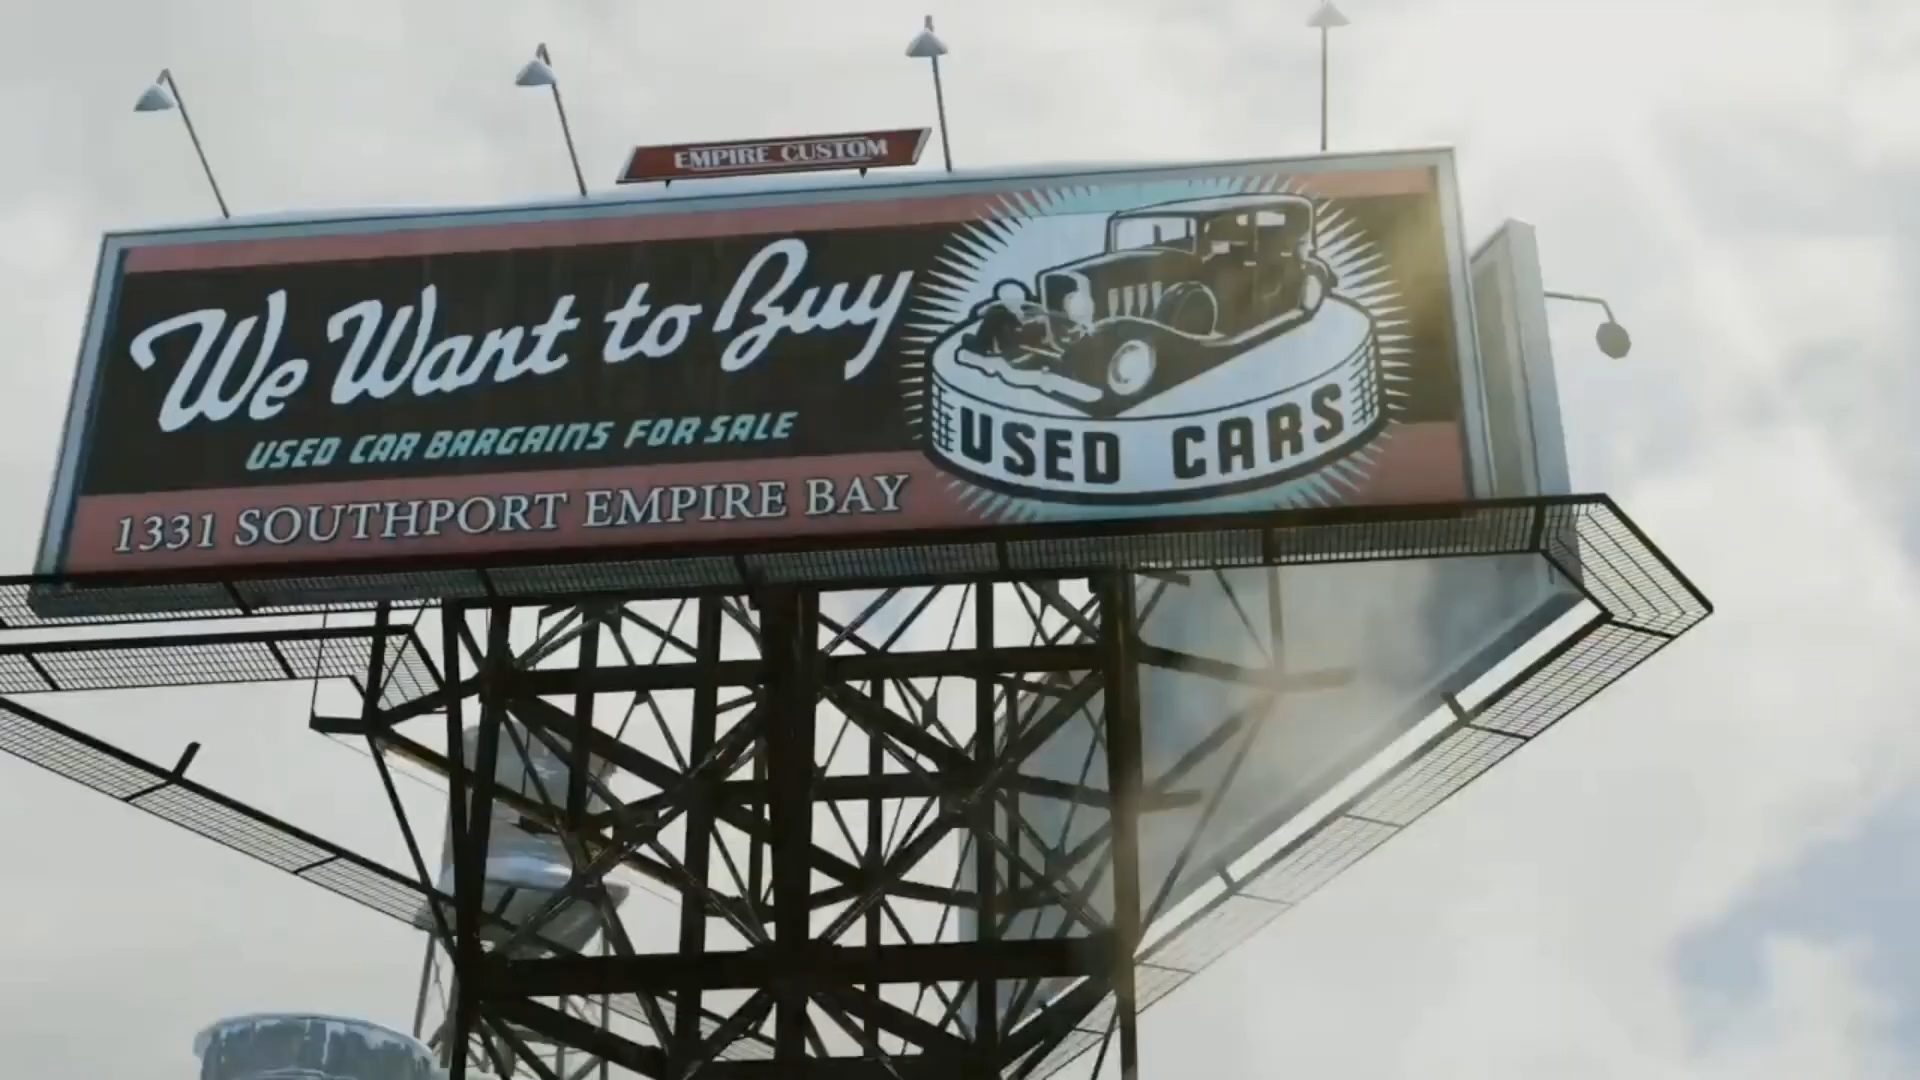 EMPIRE CUSTOM
We Want to Buy
USED CAR BARGAINS FOR SALE
1331 SOUTHPORT EMPIRE BAY
USED CARS